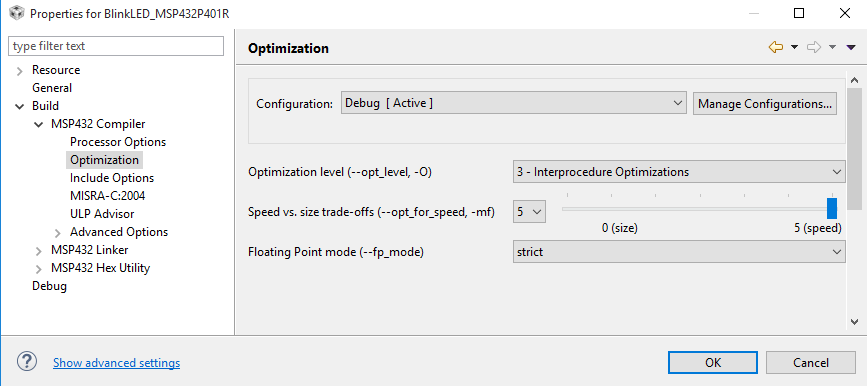 Properties for BlinkLED_MSP432P401R
type filter text
Resource
General
Build
MSP432 Compiler
Processor Options
Optimization
Include Options
MISRA-C:2004
ULP Advisor
Advanced Options
MSP432 Linker
MSP432 Hex Utility
Debug
Optimization
Configuration: Debug [ Active ] Manage Configurations...
Optimization level (--opt_level, -O) 3 - Interprocedure Optimizations
Speed vs. size trade-offs (--opt_for_speed, -mf) 5
0 (size) 5 (speed)
Floating Point mode (--fp_mode) strict
? Show advanced settings OK Cancel